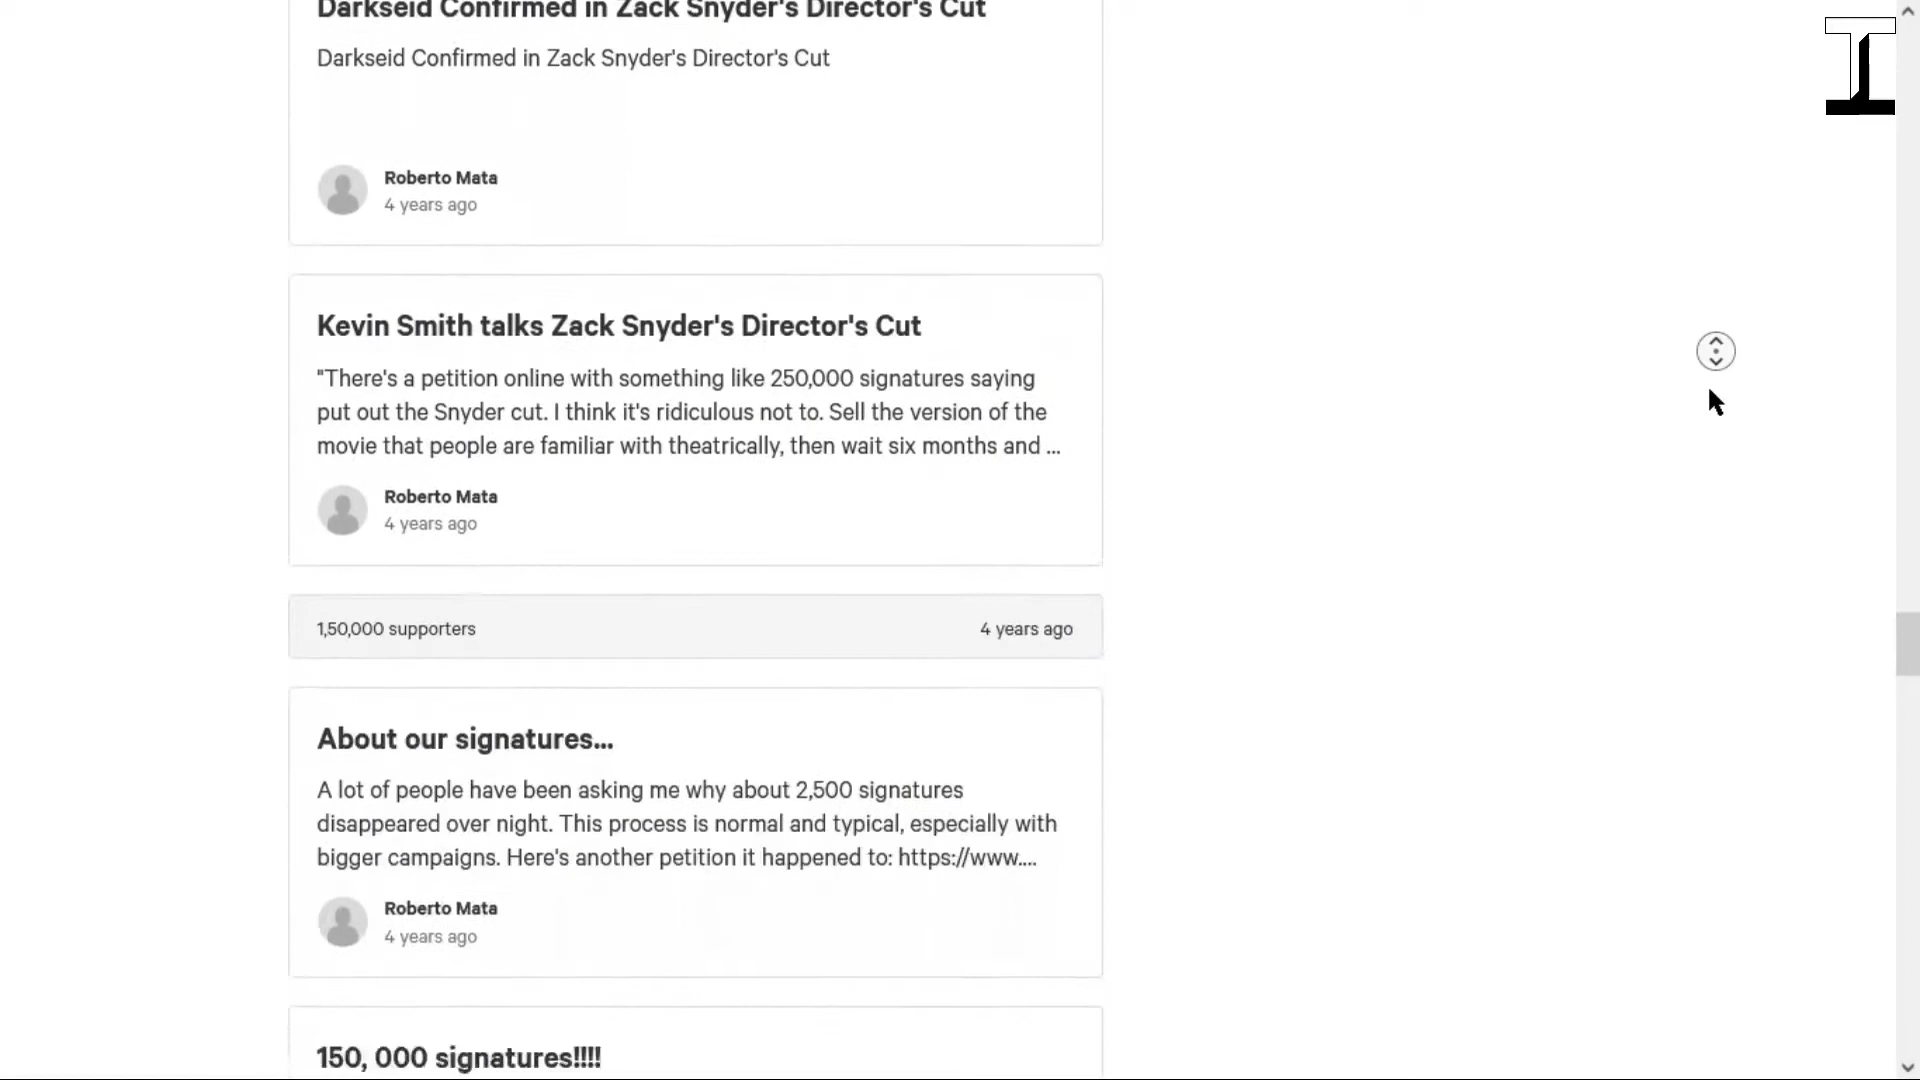 Darkseid Confirmed in Zack Snyder's Director's Cut
Darkseid Confirmed in Zack Snyder's Director's Cut
Roberto Mata
4 years ago
Kevin Smith talks Zack Snyder's Director's Cut
"There's a petition online with something like 250,000 signatures saying
put out the Snyder cut. I think it's ridiculous not to. Sell the version of the
movie that people are familiar with theatrically, then wait six months and ...
Roberto Mata
4 years ago
1,50,000 supporters
4 years ago
About our signatures...
A lot of people have been asking me why about 2,500 signatures
disappeared over night. This process is normal and typical, especially with
bigger campaigns. Here's another petition it happened to: https://www....
Roberto Mata
4 years ago
150, 000 signatures!!!!